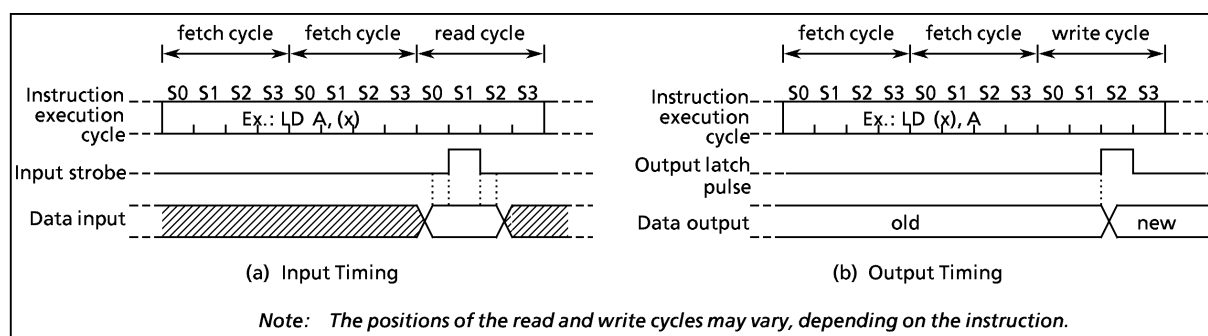 fetch cycle fetch cycle read cycle
S0 S1 S2 S3 S0 S1 S2 S3 S0 S1 S2 S3
Instruction
execution
cycle
Ex.: LD A, (x)
Input strobe
Data input
(a) Input Timing
fetch cycle fetch cycle write cycle
S0 S1 S2 S3 S0 S1 S2 S3 S0 S1 S2 S3
Instruction
execution
cycle
Ex.: LD (x), A
Output latch
pulse
Data output
old new
(b) Output Timing
Note: The positions of the read and write cycles may vary, depending on the instruction.